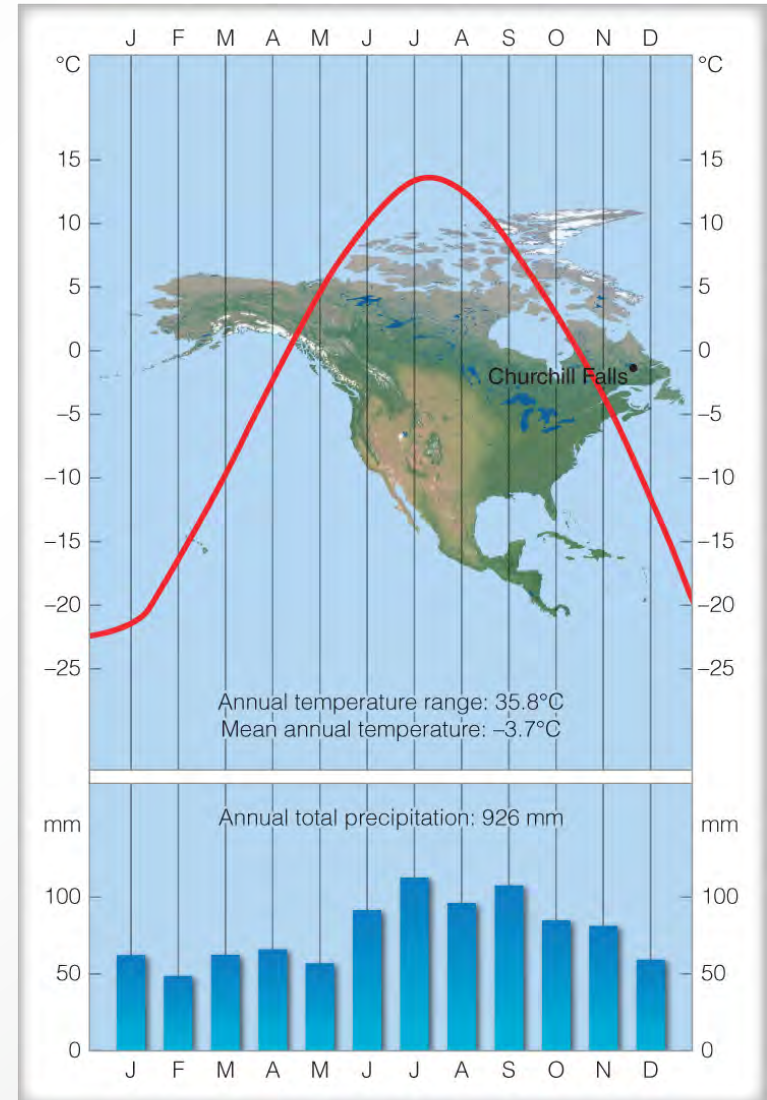 J F M A M J J A S O N D
°C °C
15 15
10 10
5 5
0 0
Churchill Falls
–5 –5
–10 –10
–15 –15
–20 –20
–25 –25
Annual temperature range: 35.8°C
Mean annual temperature: –3.7°C
Annual total precipitation: 926 mm
mm mm
100 100
50 50
0 0
J F M A M J J A S O N D